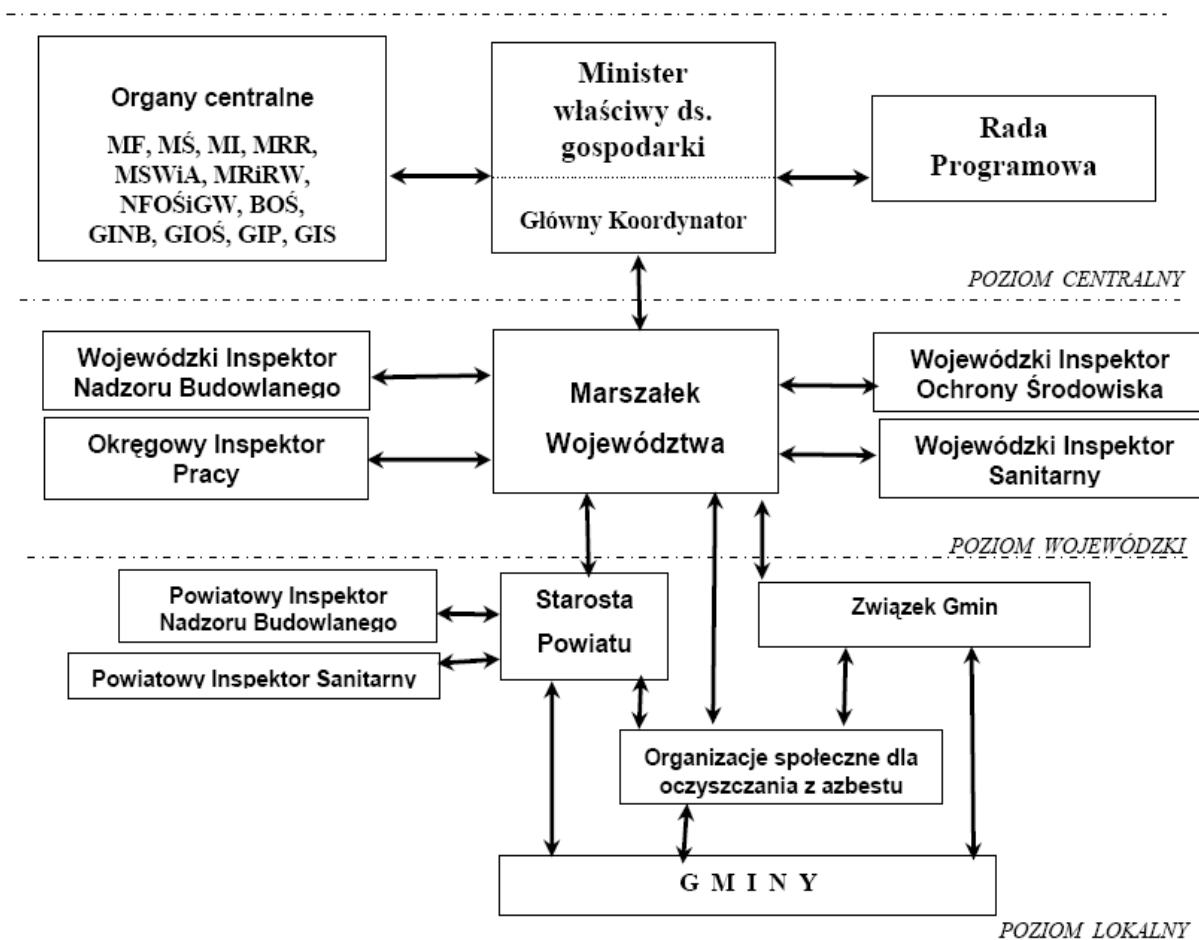 Organy centralne
MF, MŚ, MI, MRR,
MSWiA, MRiRW,
NFOŚiGW, BOŚ,
GINB, GIOŚ, GIP, GIS
Minister
właściwy ds.
gospodarki
Główny Koordynator
Rada
Programowa
POZIOM CENTRALNY
Wojewódzki Inspektor
Nadzoru Budowlanego
Okręgowy Inspektor
Pracy
Marszałek
Województwa
Wojewódzki Inspektor
Ochrony Środowiska
Wojewódzki Inspektor
Sanitarny
POZIOM WOJEWÓDZKI
Powiatowy Inspektor
Nadzoru Budowlanego
Powiatowy Inspektor Sanitarny
Starosta
Powiatu
Związek Gmin
Organizacje społeczne dla
oczyszczania z azbestu
G M I N Y
POZIOM LOKALNY